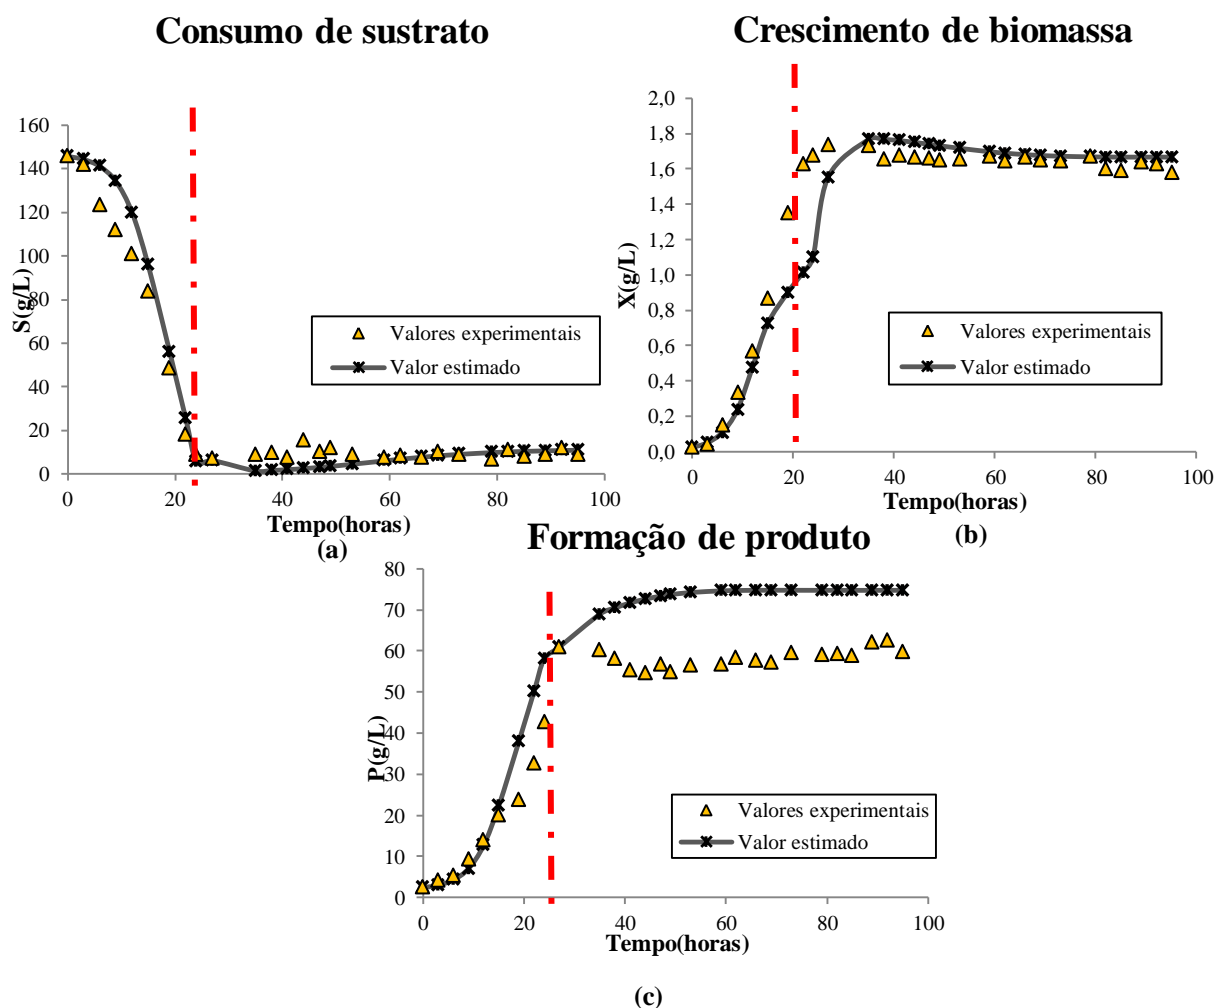 Consumo de sustrato
160
140
120
100
80
60
40
20
0
S(g/L)
Valores experimentais
Valor estimado
0 20 40 60 80 100
Tempo(horas)
(a)
Crescimento de biomassa
2,0
1,8
1,6
1,4
1,2
1,0
0,8
0,6
0,4
0,2
0,0
X(g/L)
Valores experimentais
Valor estimado
0 20 40 60 80 100
Tempo(horas)
(b)
Formação de produto
80
70
60
50
40
30
20
10
0
P(g/L)
Valores experimentais
Valor estimado
0 20 40 60 80 100
Tempo(horas)
(c)